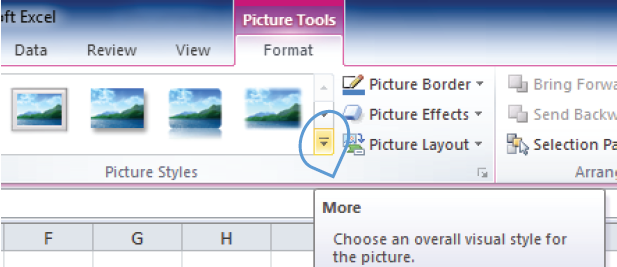 oft Excel
Picture Tools
Data Review View Format
Picture Border
Picture Effects
Picture Layout
Bring Forwa
Send Backw
Selection Pa
Picture Styles
Arran
More
Choose an overall visual style for
the picture.
F G H